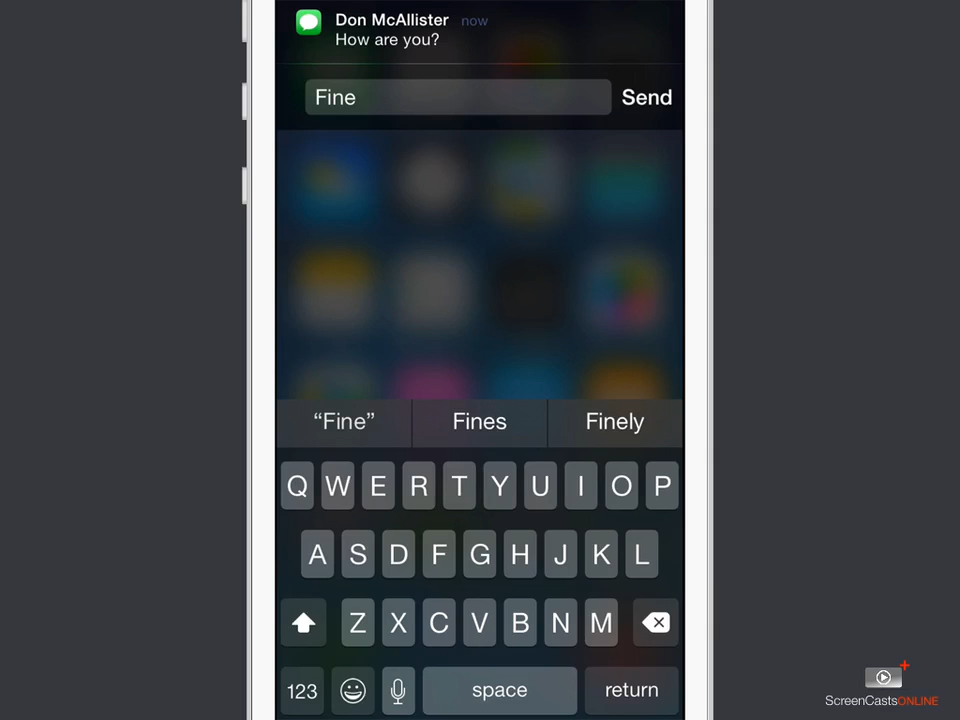 Don McAllister now
How are you?
Fine Send
“Fine” Fines Finely
Q W E R T Y U I O P
A S D F G H J K L
Z X C V B N M
123 space return
ScreenCastsONLINE